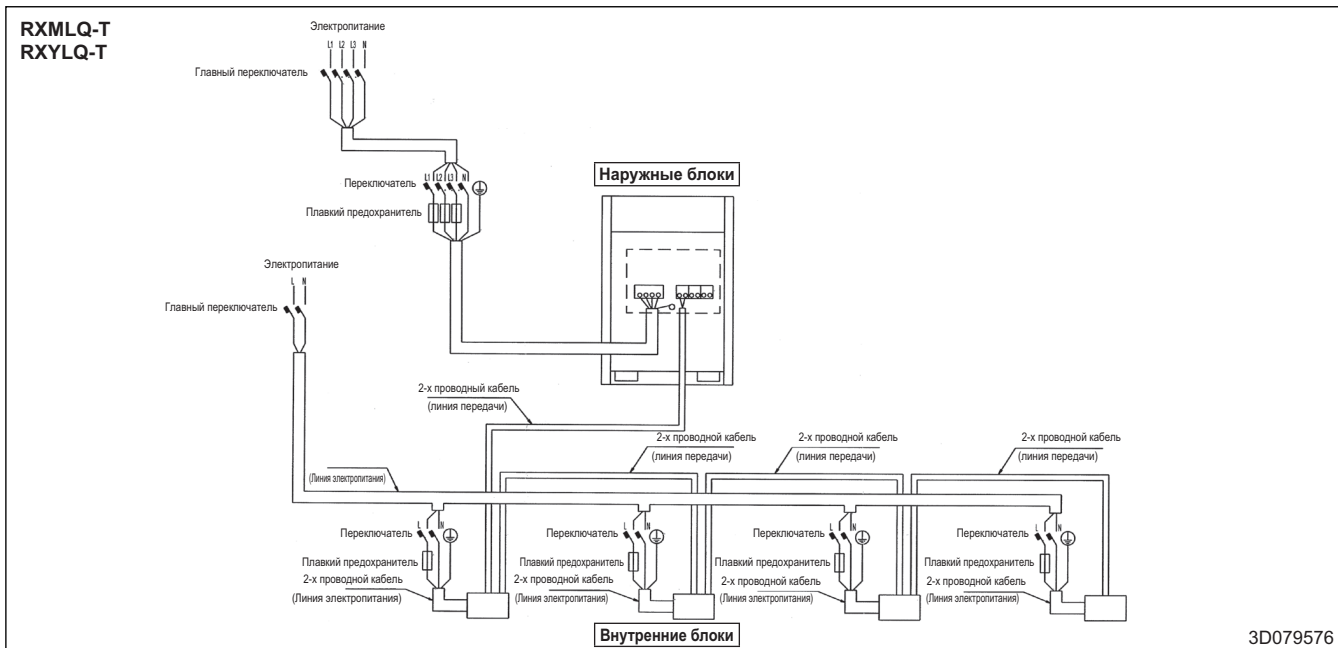 RXMLQ-T
RXYLQ-T
Электропитание
L1 L2 L3 N
Главный переключатель
Переключатель
L1 L2 L3 N
Плавкий предохранитель
Наружные блоки
Электропитание
L N
Главный переключатель
2-х проводный кабель
(линия передачи)
2-х проводной кабель
(линия передачи)
2-х проводной кабель
(линия передачи)
2-х проводной кабель
(линия передачи)
(Линия электропитания)
Переключатель
L N
Плавкий предохранитель
2-х проводной кабель
(Линия электропитания)
Переключатель
L N
Плавкий предохранитель
2-х проводной кабель
(Линия электропитания)
Переключатель
L N
Плавкий предохранитель
2-х проводной кабель
(Линия электропитания)
Переключатель
L N
Плавкий предохранитель
2-х проводной кабель
(Линия электропитания)
Внутренние блоки
3D079576